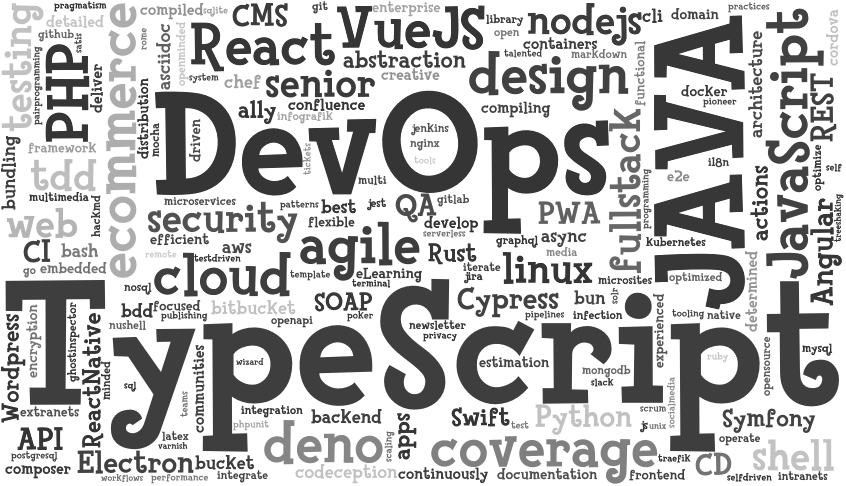 pragmatism
compiled
sqlite
CMS
git
enterprise
VueJS
library
nodejs
cli
domain
practices
testing
detailed
github
ecommerce
rome
asciidoc
openminded
React
open
containers
talented
markdown
functional
cordova
pairprogramming
PHP
satis
deliver
system
abstraction
chef
senior
creative
design
docker
pioneer
architecture
JavaScript
REST
distribution
mocha
ally
confluence
infografik
compiling
JAVA
DevOps
driven
jenkins
nginx
tools
tickets
fullstack
i18n
e2e
optimize
self
framework
bundling
tdd
multimedia
hackmd
multi
microservices
patterns
best
jest
QA
gitlab
PWA
programming
actions
Angular
treeshaking
web
security
flexible
develop
serverless
efficient
CI
bash
aws
agile
Rust
graphql
async
media
Kubernetes
go
embedded
remote
testdriven
cloud
template
eLearning
terminal
iterate
jira
linux
microsites
optimized
determined
nosql
bdd
focused
publishing
bitbucket
SOAP
poker
openapi
Cypress
pipelines
bun
solr
infection
experienced
tooling
native
TypeScript
Wordpress
encryption
ghostinspector
ReactNative
minded
nushell
newsletter
privacy
wizard
estimation
mongodb
slack
ruby
opensource
mysql
sql
teams
communities
extranets
integration
phpunit
backend
scaling
apps
Swift
test
Python
scrum
js
unix
socialmedia
Symfony
operate
API
postgresql
composer
latex
varnish
Electron
workflows
bucket
performance
integrate
deno
codeception
coverage
continuously
documentation
traefik
frontend
CD
shell
selfdriven
intranets